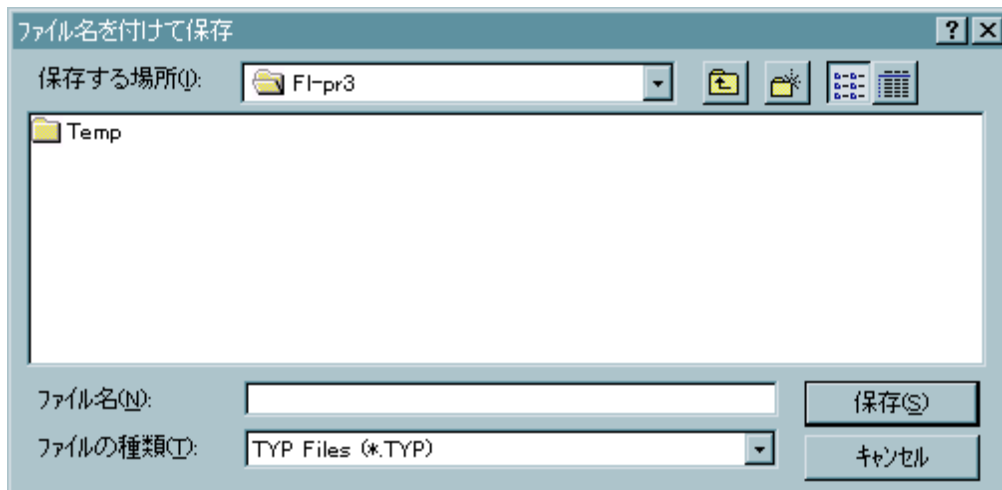 ファイル名を付けて保存
保存する場所(I):
Fl-pr3
Temp
ファイル名(N):
保存(S)
ファイルの種類(T):
TYP Files (*.TYP)
キャンセル